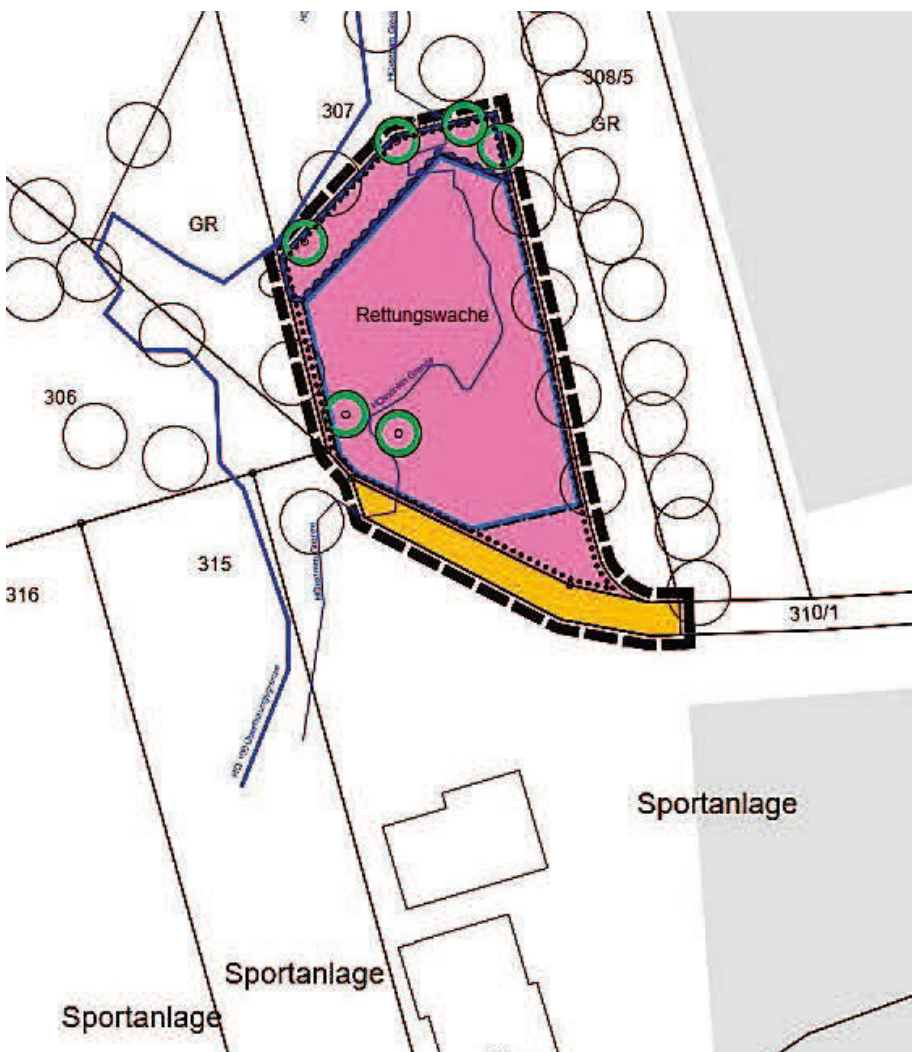 308/5
307
GR
GR
Rettungswache
306
315
316
310/1
Sportanlage
Sportanlage
Sportanlage